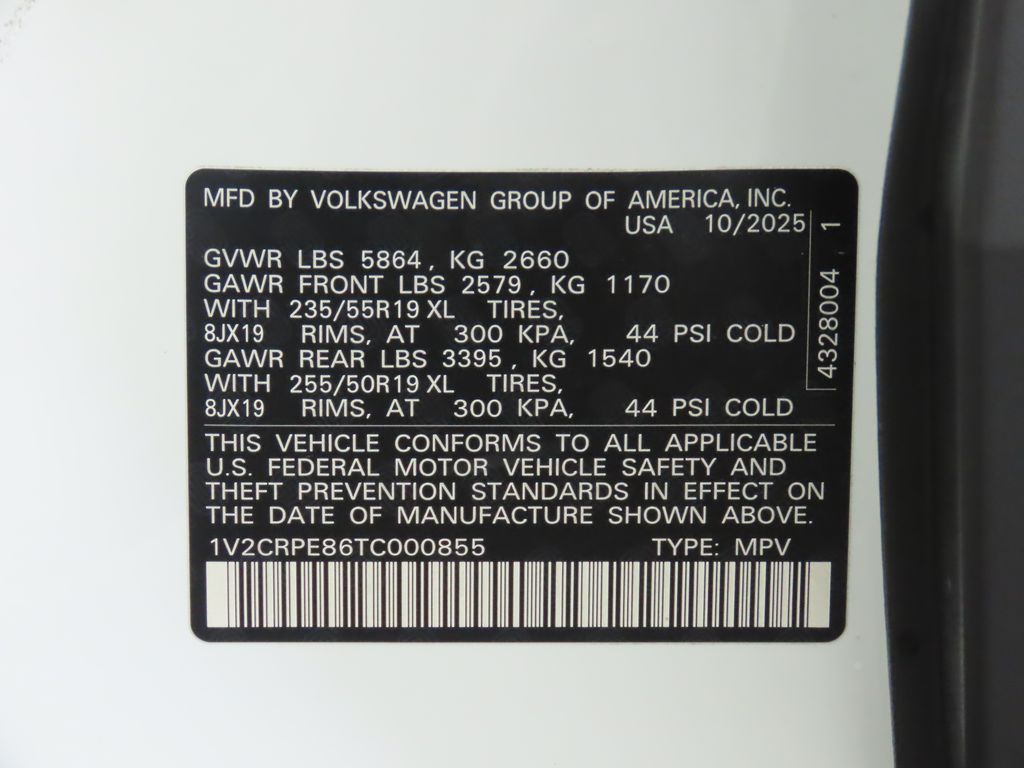 MFD BY VOLKSWAGEN GROUP OF AMERICA, INC.
USA 10/2025
GVWR LBS 5864, KG 2660
GAWR FRONT LBS 2579, KG 1170
WITH 235/55R19 XL TIRES,
8JX19 RIMS, AT 300 KPA, 44 PSI COLD
GAWR REAR LBS 3395, KG 1540
WITH 255/50R19 XL TIRES,
8JX19 RIMS, AT 300 KPA, 44 PSI COLD
4328004 1
THIS VEHICLE CONFORMS TO ALL APPLICABLE
U.S. FEDERAL MOTOR VEHICLE SAFETY AND
THEFT PREVENTION STANDARDS IN EFFECT ON
THE DATE OF MANUFACTURE SHOWN ABOVE.
1V2CRPE86TC000855 TYPE: MPV